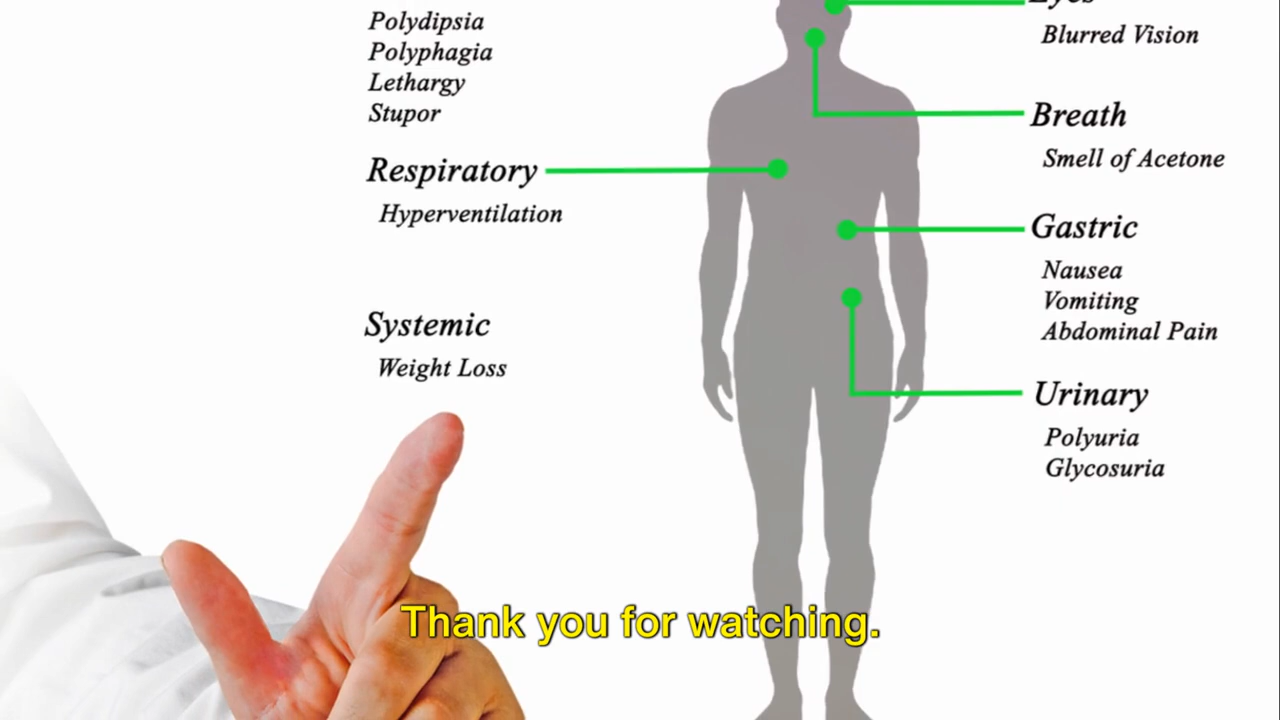 Polydipsia
Polyphagia
Lethargy
Stupor
Respiratory
Hyperventilation
Systemic
Weight Loss
Eyes
Blurred Vision
Breath
Smell of Acetone
Gastric
Nausea
Vomiting
Abdominal Pain
Urinary
Polyuria
Glycosuria
Thank you for watching.